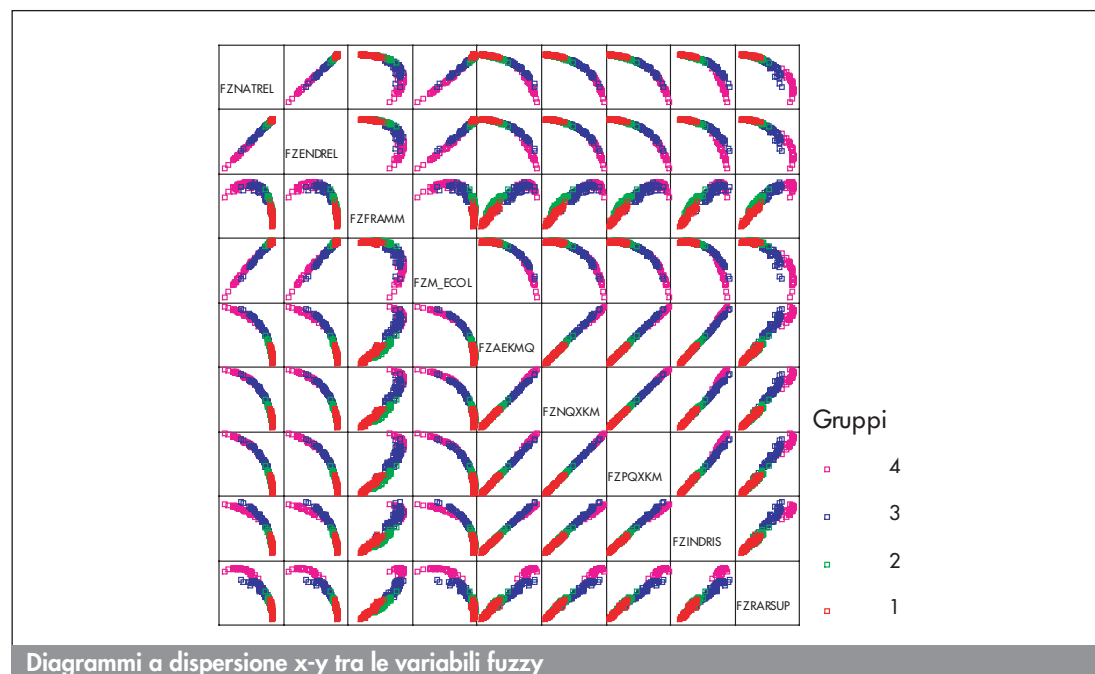 FZNATREL
FZENDREL
FZFRAMM
FZM_ECOL
FZAEKMQ
FZNQXKM
FZPQXKM
FZINDRIS
FZRARSUP
Gruppi
4
3
2
1
Diagrammi a dispersione x-y tra le variabili fuzzy